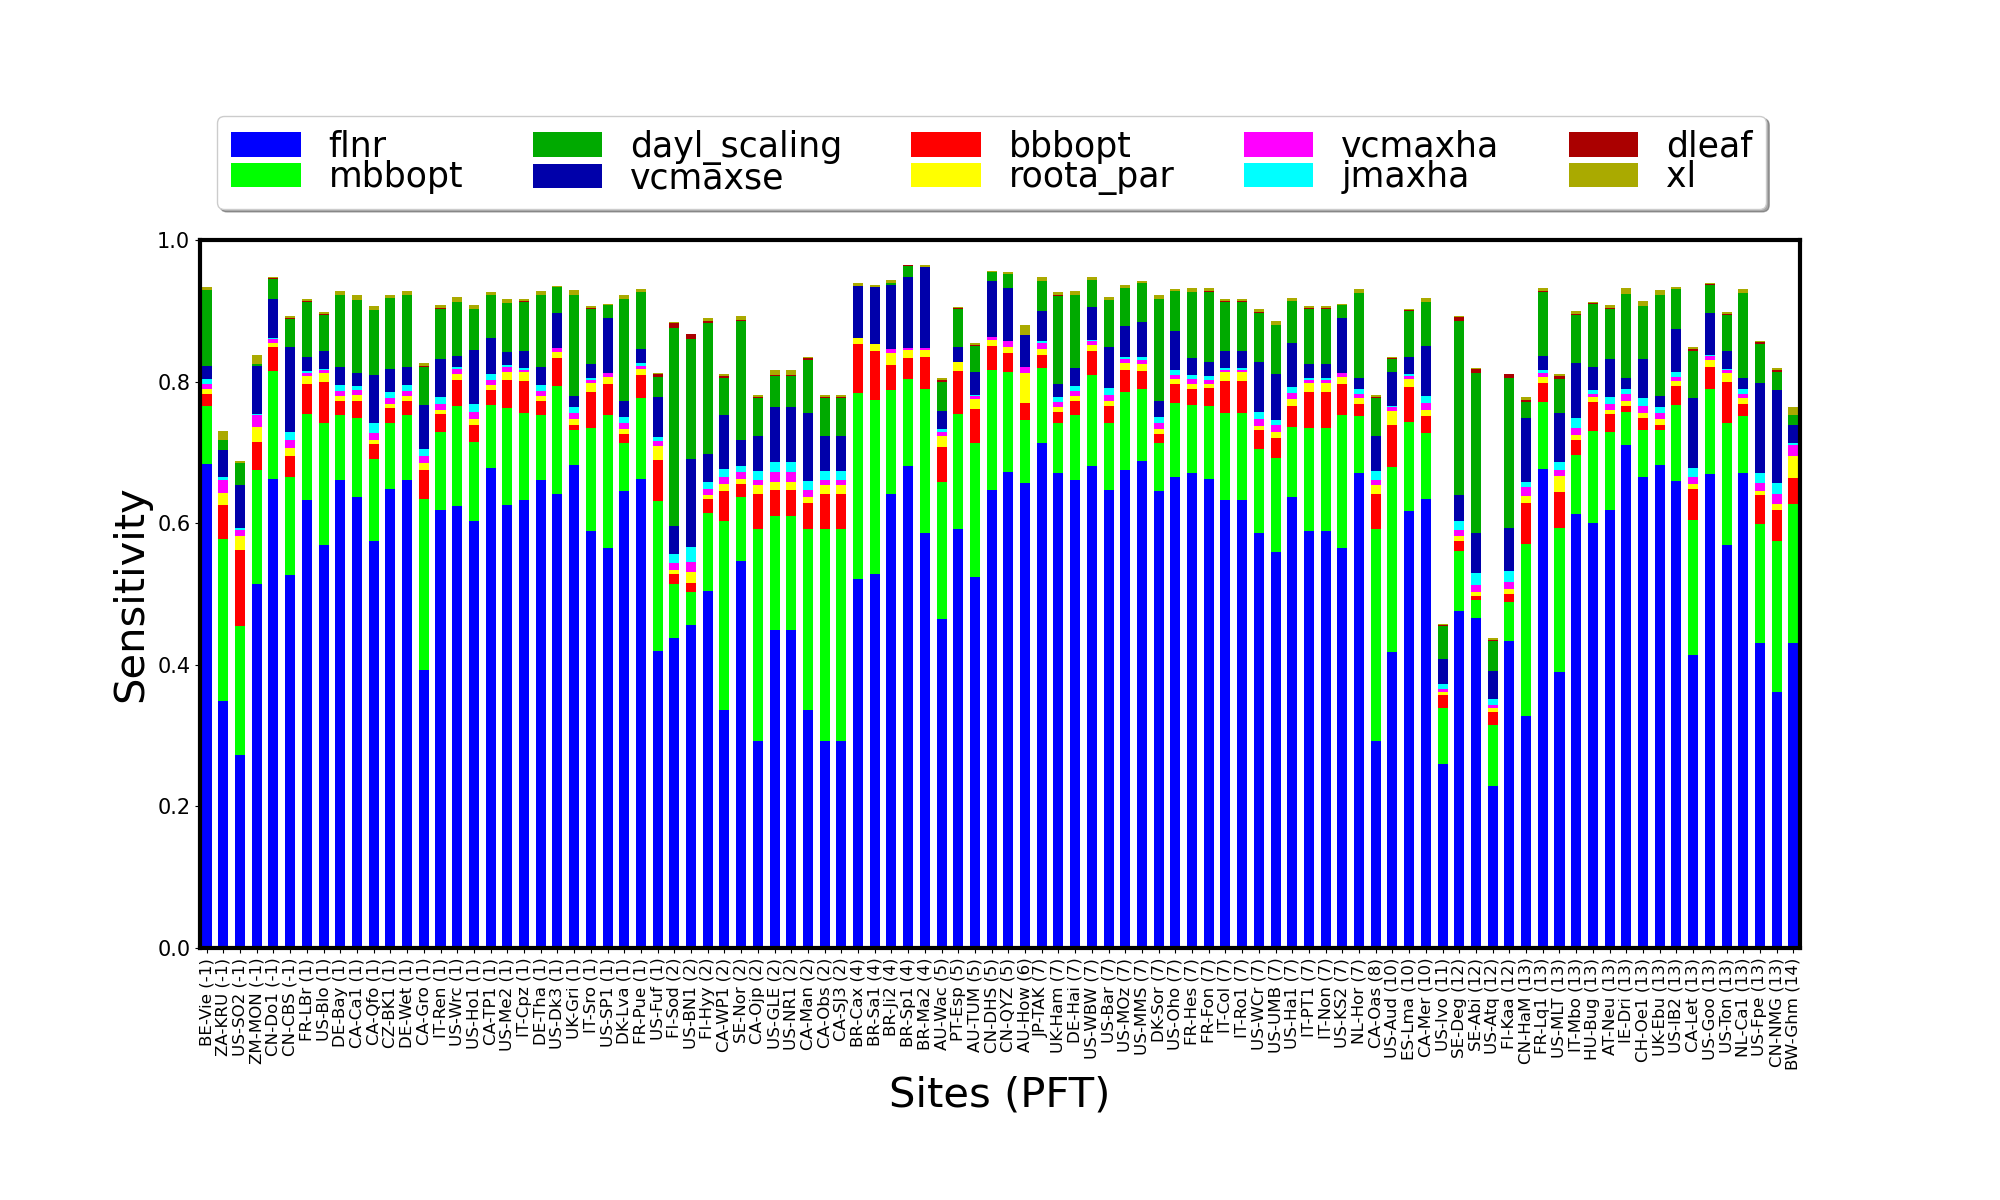 flnr dayl_scaling bbbopt vcmaxha dleaf
mbbopt vcmaxse roota_par jmaxha xl
Sensitivity
1.0
0.8
0.6
0.4
0.2
0.0
BE-Vie (-1)
ZA-KRU (-1)
US-SO2 (-1)
ZM-MON (-1)
CN-Do1 (-1)
CN-CBS (-1)
FR-LBr (1)
US-Blo (1)
DE-Bay (1)
CA-Ca1 (1)
CA-Qfo (1)
CZ-BK1 (1)
DE-Wet (1)
CA-Gro (1)
IT-Ren (1)
US-Wrc (1)
US-Ho1 (1)
CA-TP1 (1)
US-Me2 (1)
IT-Cpz (1)
DE-Tha (1)
US-Dk3 (1)
UK-Gri (1)
IT-Sro (1)
US-SP1 (1)
DK-Lva (1)
FR-Pue (1)
US-Fuf (1)
FI-Sod (2)
US-BN1 (2)
FI-Hyy (2)
CA-WP1 (2)
SE-Nor (2)
CA-Ojp (2)
US-GLE (2)
US-NR1 (2)
CA-Man (2)
CA-Obs (2)
CA-SJ3 (2)
BR-Cax (4)
BR-Sa1 (4)
BR-Ji2 (4)
BR-Sp1 (4)
BR-Ma2 (4)
AU-Wac (5)
PT-Esp (5)
AU-TUM (5)
CN-DHS (5)
CN-QYZ (5)
AU-How (6)
JP-TAK (7)
UK-Ham (7)
DE-Hai (7)
US-WBW (7)
US-Bar (7)
US-MOz (7)
US-MMS (7)
DK-Sor (7)
US-Oho (7)
FR-Hes (7)
FR-Fon (7)
IT-Col (7)
IT-Ro1 (7)
US-WCr (7)
US-UMB (7)
US-Ha1 (7)
IT-PT1 (7)
IT-Non (7)
US-KS2 (7)
NL-Hor (7)
CA-Oas (8)
US-Aud (10)
ES-Lma (10)
CA-Mer (10)
US-Ivo (11)
SE-Deg (12)
SE-Abi (12)
US-Atq (12)
FI-Kaa (12)
CN-HaM (13)
FR-Lq1 (13)
US-MLT (13)
IT-Mbo (13)
HU-Bug (13)
AT-Neu (13)
IE-Dri (13)
CH-Oe1 (13)
UK-Ebu (13)
US-IB2 (13)
CA-Let (13)
US-Goo (13)
US-Ton (13)
NL-Ca1 (13)
US-Fpe (13)
CN-NMG (13)
BW-Ghm (14)
Sites (PFT)